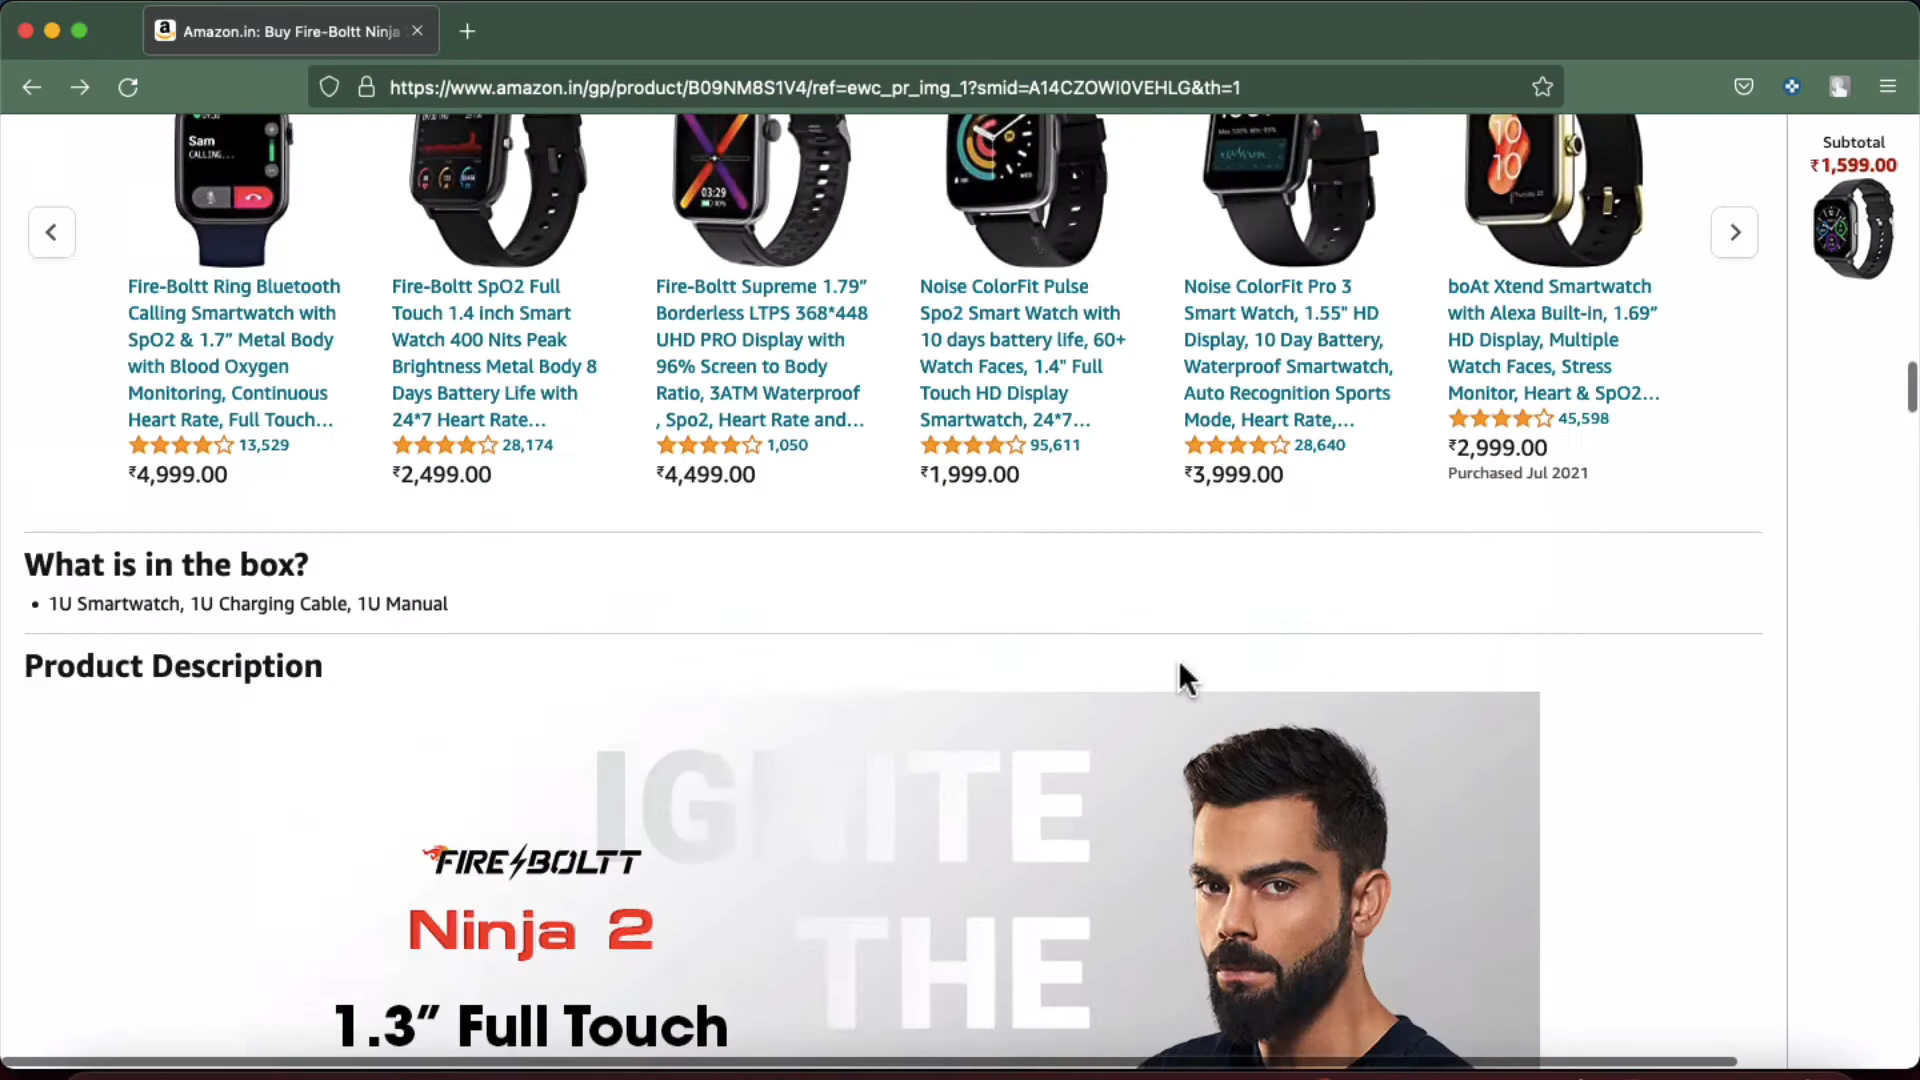 Amazon.in: Buy Fire-Boltt Ninja
https://www.amazon.in/gp/product/B09NM8S1V4/ref=ewc_pr_img_1?smid=A14CZOWI0VEHLG&th=1
Subtotal
₹1,599.00
Sam
CALLING...
03:29
10
10
Fire-Boltt Ring Bluetooth
Calling Smartwatch with
SpO2 & 1.7” Metal Body
with Blood Oxygen
Monitoring, Continuous
Heart Rate, Full Touch...
13,529
₹4,999.00
Fire-Boltt SpO2 Full
Touch 1.4 inch Smart
Watch 400 Nits Peak
Brightness Metal Body 8
Days Battery Life with
24*7 Heart Rate...
28,174
₹2,499.00
Fire-Boltt Supreme 1.79”
Borderless LTPS 368*448
UHD PRO Display with
96% Screen to Body
Ratio, 3ATM Waterproof
, Spo2, Heart Rate and...
1,050
₹4,499.00
Noise ColorFit Pulse
Spo2 Smart Watch with
10 days battery life, 60+
Watch Faces, 1.4" Full
Touch HD Display
Smartwatch, 24*7...
95,611
₹1,999.00
Noise ColorFit Pro 3
Smart Watch, 1.55" HD
Display, 10 Day Battery,
Waterproof Smartwatch,
Auto Recognition Sports
Mode, Heart Rate,...
28,640
₹3,999.00
boAt Xtend Smartwatch
with Alexa Built-in, 1.69”
HD Display, Multiple
Watch Faces, Stress
Monitor, Heart & SpO2...
45,598
₹2,999.00
Purchased Jul 2021
What is in the box?
• 1U Smartwatch, 1U Charging Cable, 1U Manual
Product Description
IGNITE
THE
FIRE BOLTT
Ninja 2
1.3” Full Touch